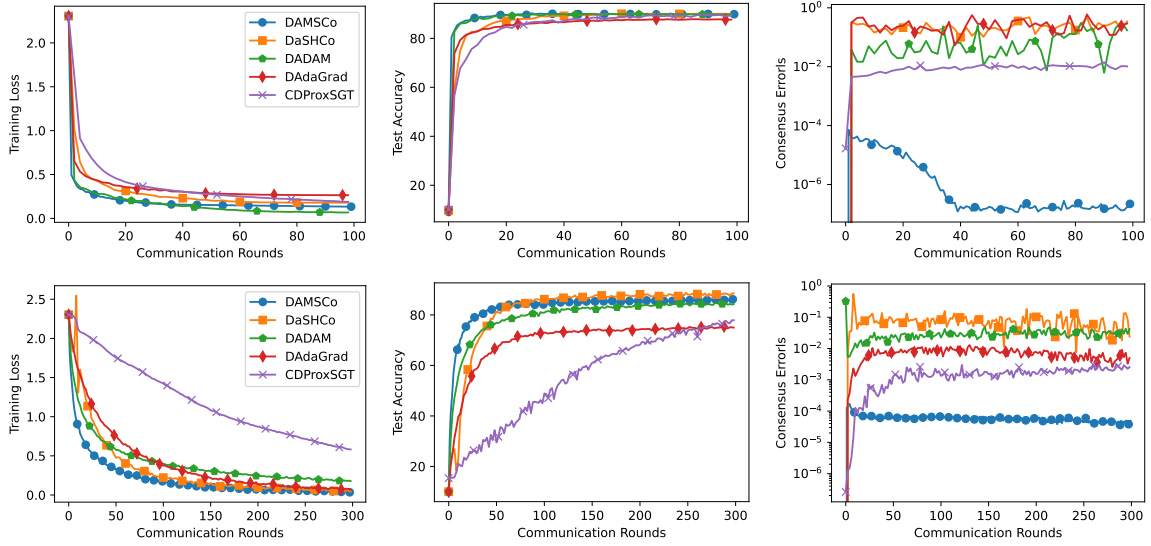 Training Loss
2.0
1.5
1.0
0.5
0.0
0 20 40 60 80 100
Communication Rounds
DAMSCo
DaSHCo
DADAM
DAdaGrad
CDProxSGT
Test Accuracy
80
60
40
20
0 20 40 60 80 100
Communication Rounds
Consensus Errorls
10^0
10^−2
10^−4
10^−6
0 20 40 60 80 100
Communication Rounds
Training Loss
2.5
2.0
1.5
1.0
0.5
0.0
0 50 100 150 200 250 300
Communication Rounds
DAMSCo
DaSHCo
DADAM
DAdaGrad
CDProxSGT
Test Accuracy
80
60
40
20
0 50 100 150 200 250 300
Communication Rounds
Consensus Errorls
10^0
10^−1
10^−2
10^−3
10^−4
10^−5
10^−6
0 50 100 150 200 250 300
Communication Rounds